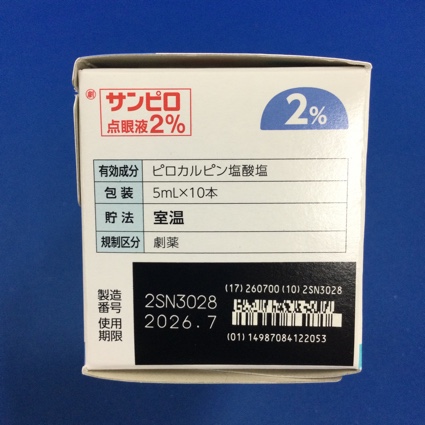 劇
サンピロ
点眼液2%
2%
有効成分 ピロカルピン塩酸塩
包装 5mL×10本
貯法 室温
規制区分 劇薬
製造番号 2SN3028
使用期限 2026.7
(17)260700(10)2SN3028
(01)14987084122053